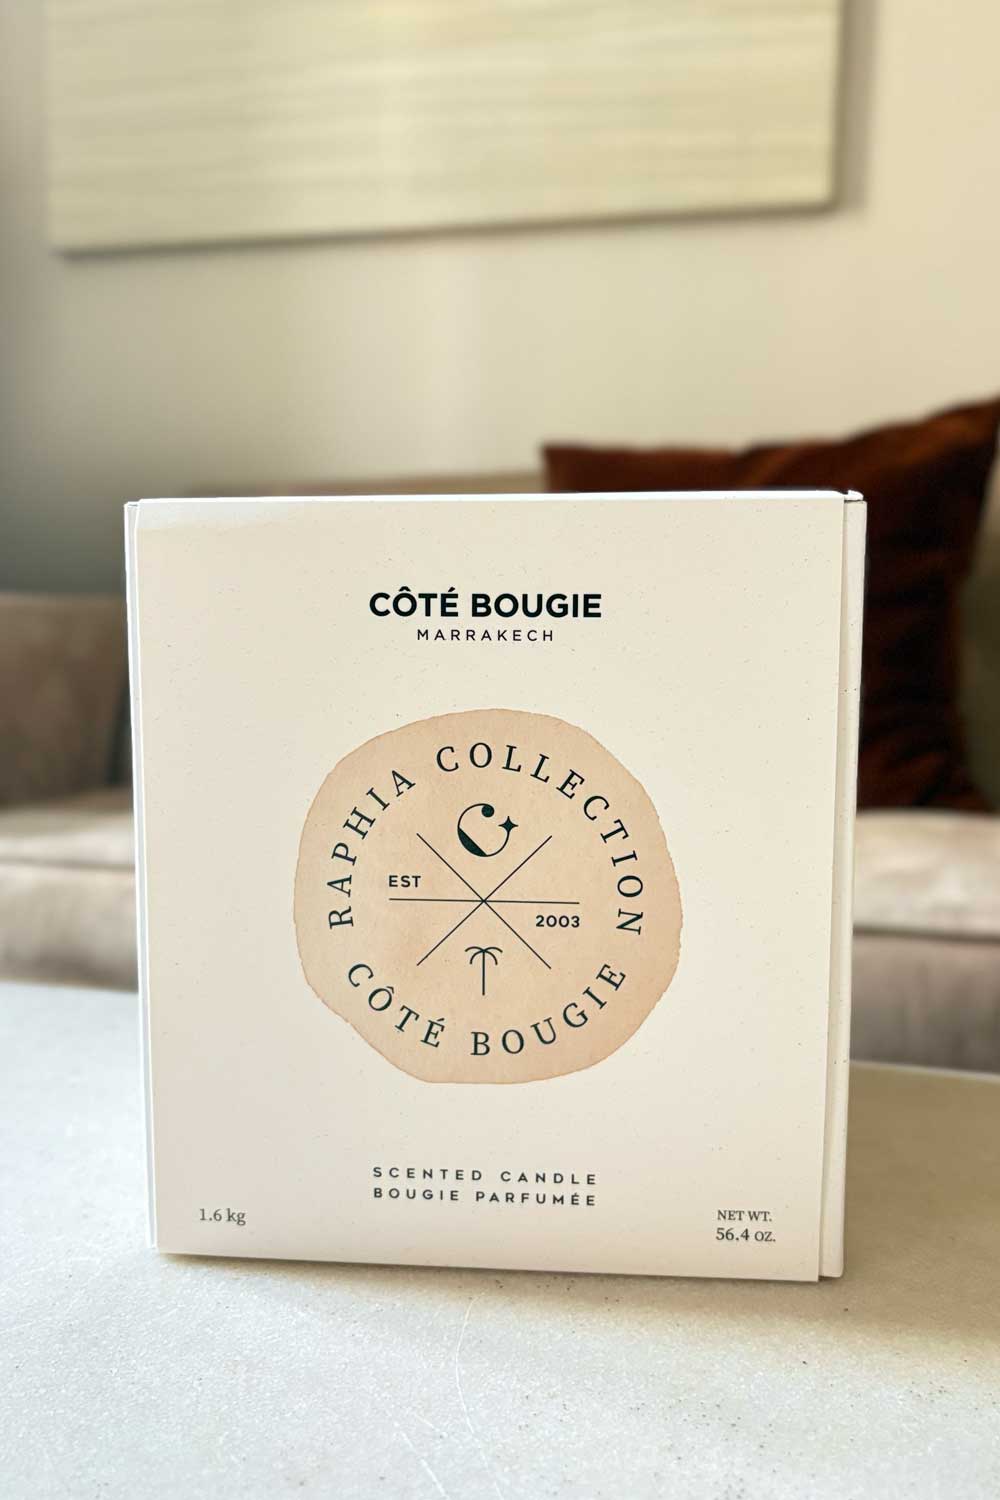 CÔTÉ BOUGIE
MARRAKECH
RAPHIA COLLECTION
C
EST
2003
CÔTÉ BOUGIE
SCENTED CANDLE
BOUGIE PARFUMÉE
1.6 kg
NET WT.
56.4 OZ.